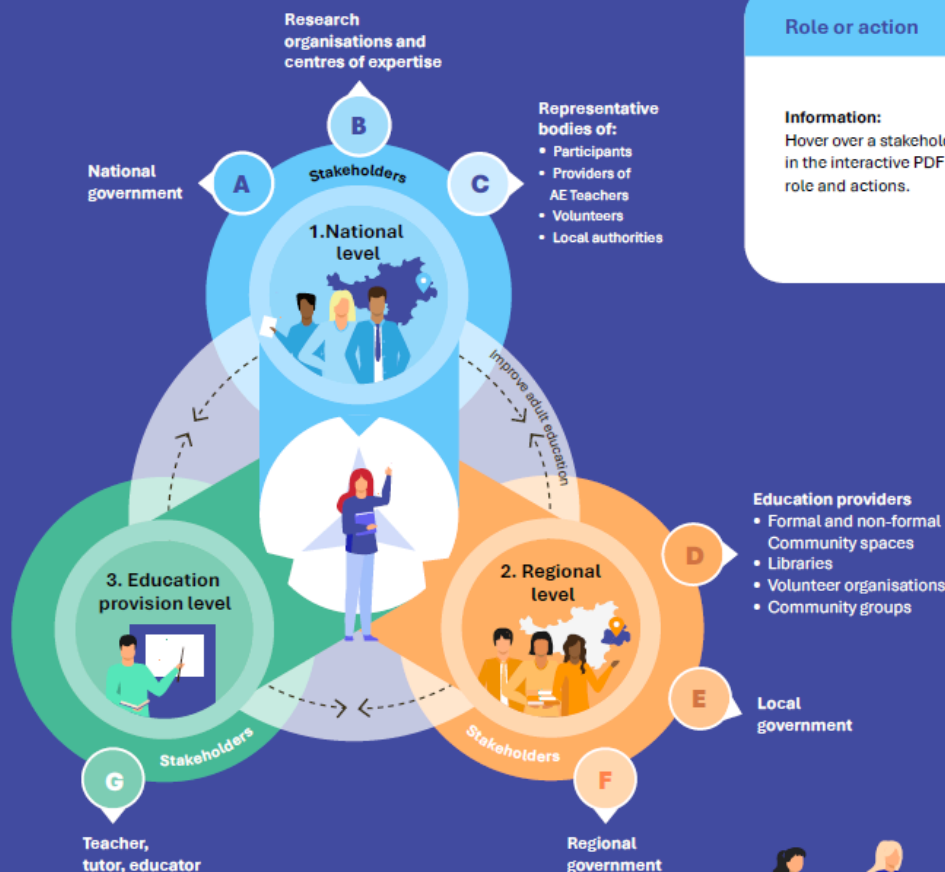 Research
organisations and
centres of expertise
Role or action
B
Representative
bodies of:
• Participants
• Providers of
AE Teachers
• Volunteers
• Local authorities
Information:
Hover over a stakehol
in the interactive PDF
role and actions.
National
government
A
Stakeholders
C
1.National
level
Improve adult education
Education providers
• Formal and non-formal
Community spaces
• Libraries
• Volunteer organisations
• Community groups
D
2. Regional
level
3. Education
provision level
E
Local
government
Stakeholders
Stakeholders
G
F
Teacher,
tutor, educator
Regional
government